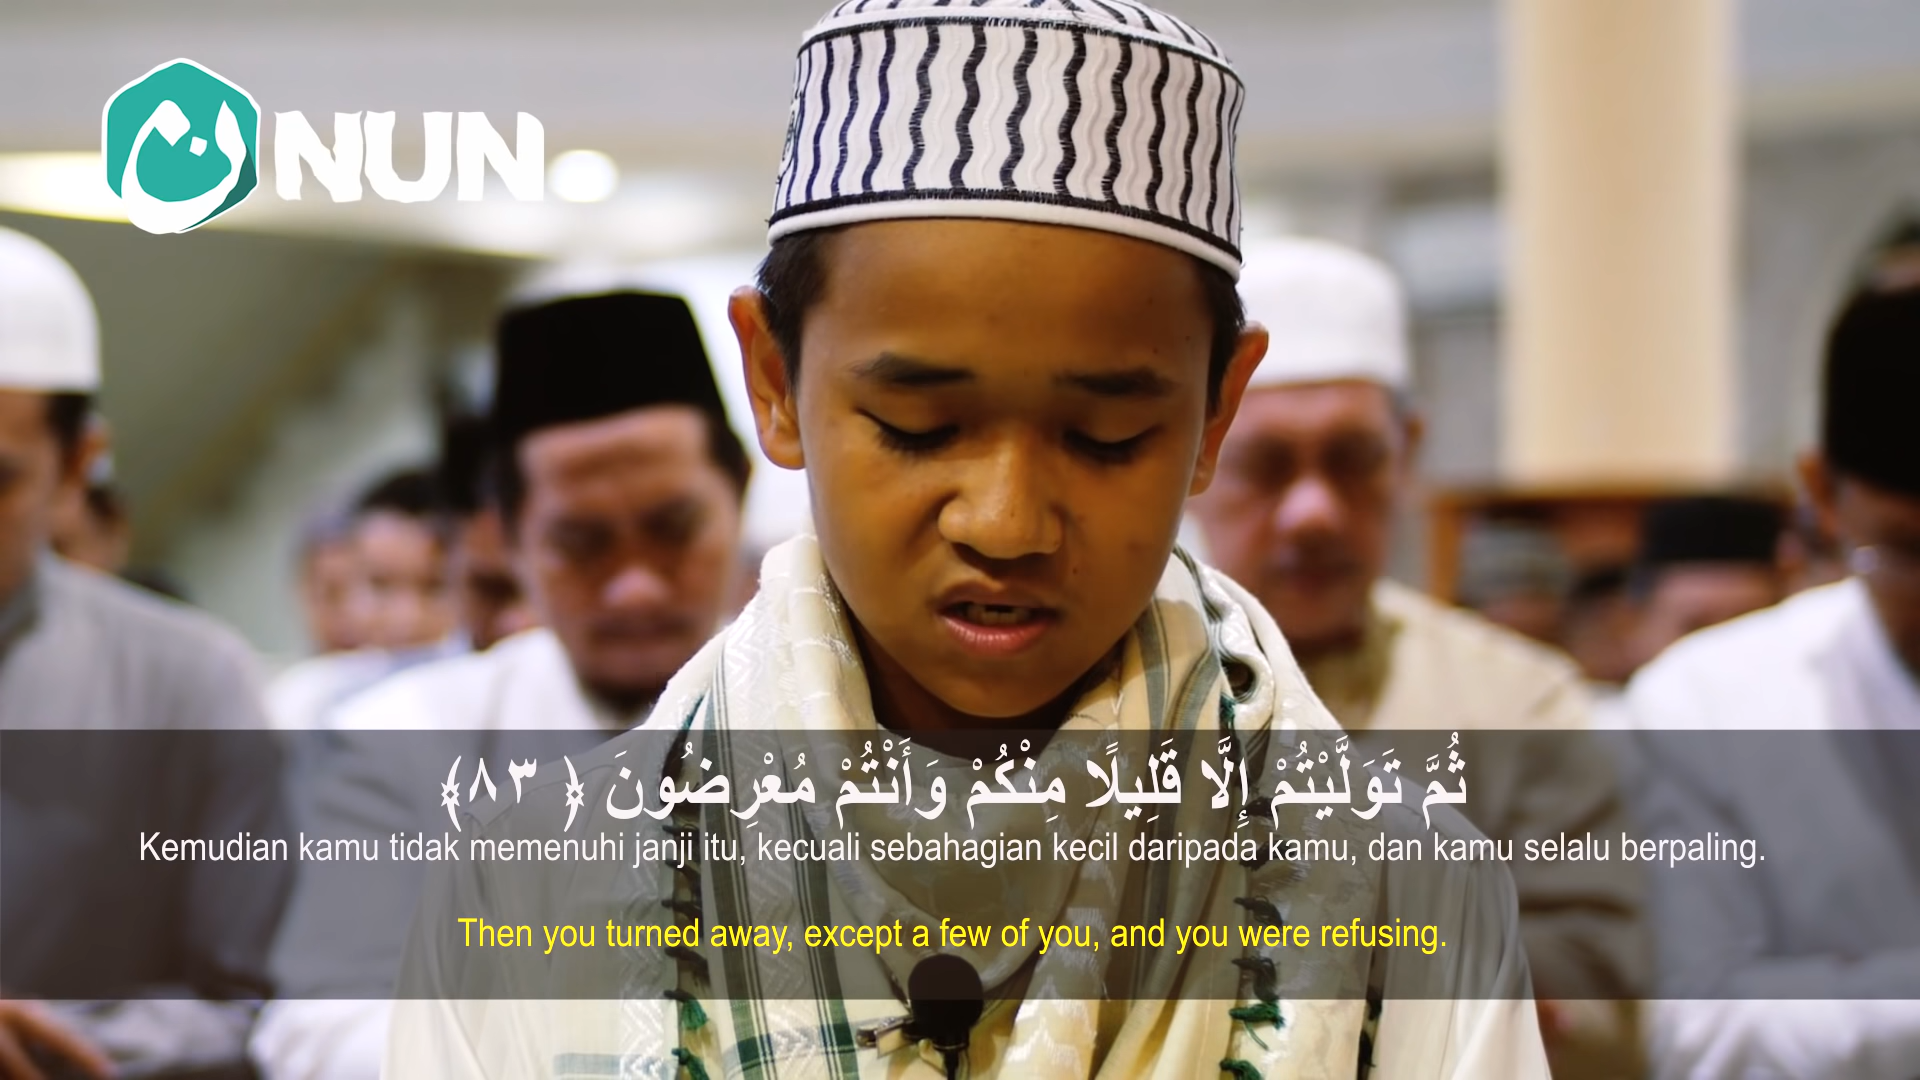 ن NUN
ثُمَّ تَوَلَّيْتُمْ إِلَّا قَلِيلًا مِنْكُمْ وَأَنْتُمْ مُعْرِضُونَ ﴿ ٨٣﴾
Kemudian kamu tidak memenuhi janji itu, kecuali sebahagian kecil daripada kamu, dan kamu selalu berpaling.
Then you turned away, except a few of you, and you were refusing.